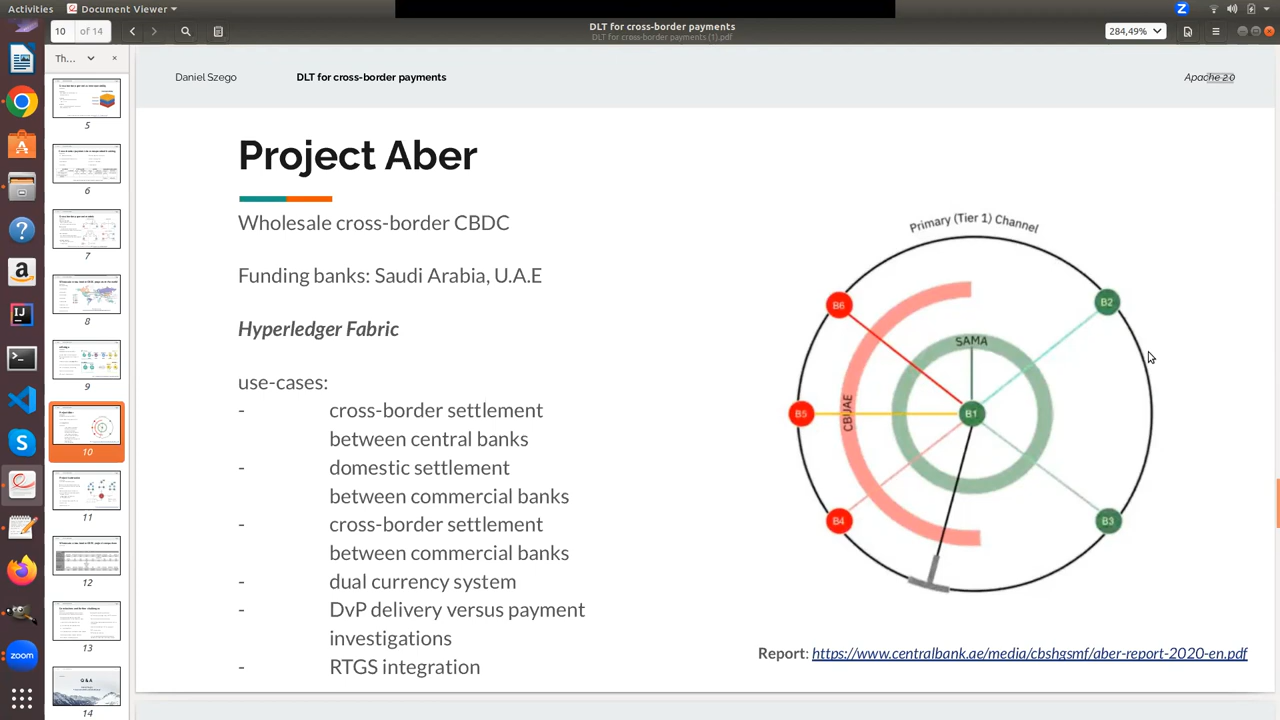 Activities
Document Viewer
DLT for cross-border payments
DLT for cross-border payments (1).pdf
10 of 14
284,49%
Th...
5
6
7
8
9
10
11
12
13
Q & A
14
Daniel Szego
DLT for cross-border payments
Project Aber
Wholesale cross-border CBDC
Funding banks: Saudi Arabia, U.A.E
Hyperledger Fabric
use-cases:
- cross-border settlement
between central banks
- domestic settlement
between commercial banks
- cross-border settlement
between commercial banks
- dual currency system
- DvP delivery versus payment
investigations
- RTGS integration
Primary (Tier 1) Channel
B6
B2
SAMA
CBUAE
B5
B1
B4
B3
Report: https://www.centralbank.ae/media/cbshgsmf/aber-report-2020-en.pdf
zoom